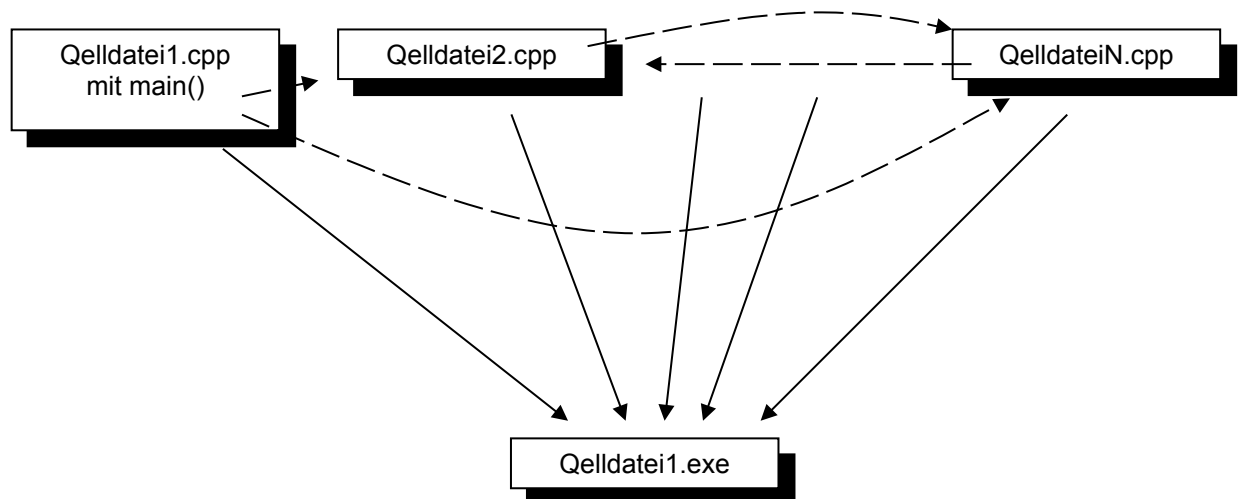 Qelldatei1.cpp
mit main()
Qelldatei2.cpp
QelldateiN.cpp
Qelldatei1.exe